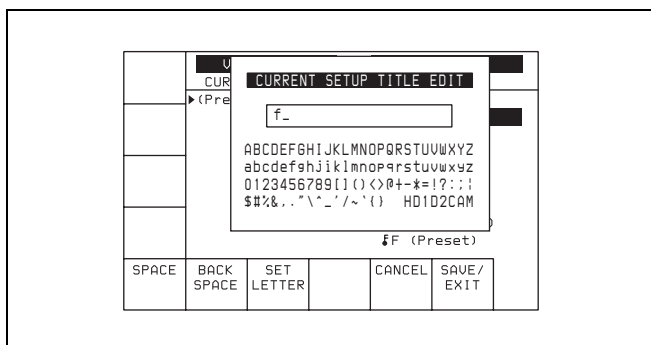 V
CUR
(Pre
CURRENT SETUP TITLE EDIT
f_
ABCDEFGHIJKLMNOPQRSTUVWXYZ
abcdefghjiklmnopqrstuvwxyz
0123456789[]()<>@+-*=!?:;¦
$#%&,."\^_'/~`{} HD1D2CAM
)
F (Preset)
SPACE
BACK SPACE
SET LETTER
CANCEL
SAVE/ EXIT